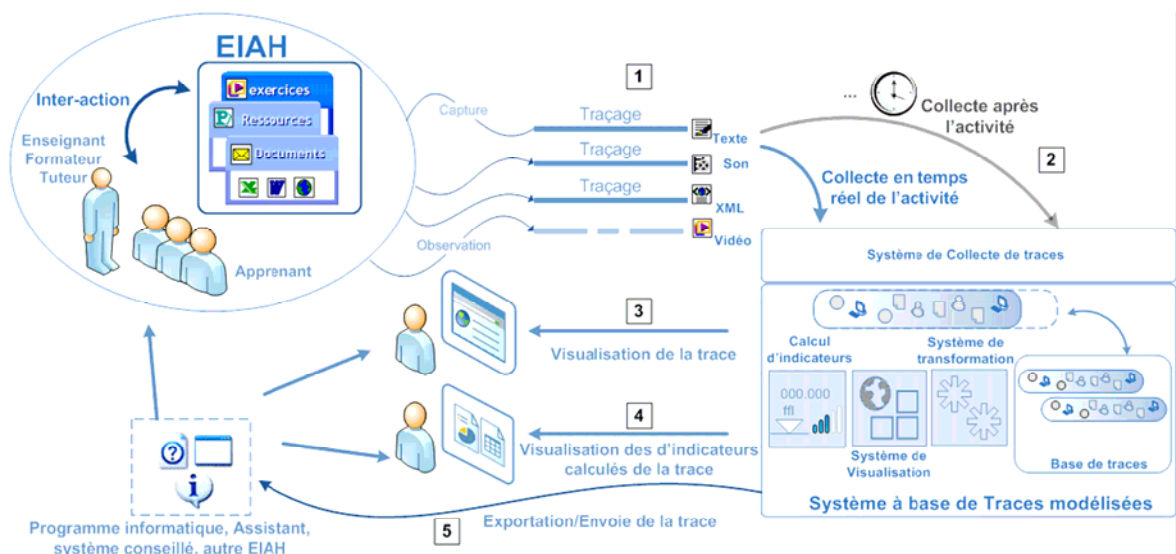 EIAH
Inter-action
Enseignant
Formateur
Tuteur
exercices
Ressources
Documents
Apprenant
Capture
Observation
1
Traçage
Texte
Traçage
Son
Traçage
XML
Vidéo
...
Collecte après
l'activité
2
Collecte en temps
réel de l'activité
Système de Collecte de traces
Calcul
d'indicateurs
Système de
transformation
000.000
ffl
Système de
Visualisation
Base de traces
Système à base de Traces modélisées
3
Visualisation de la trace
4
Visualisation des d'indicateurs
calculés de la trace
5
Exportation/Envoie de la trace
Programme informatique, Assistant,
système conseillé, autre EIAH